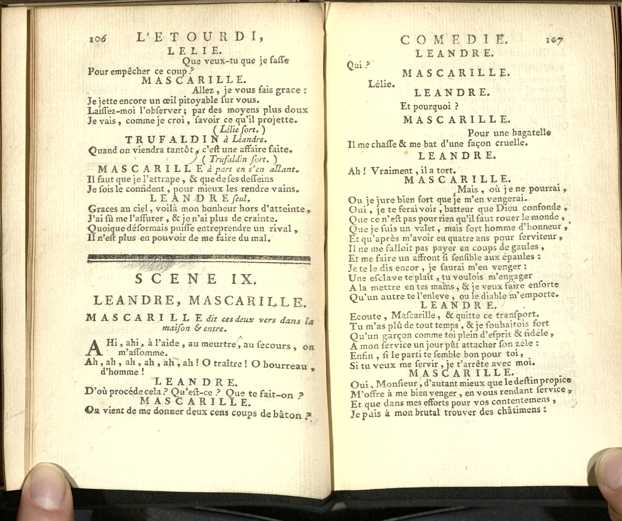 106 L'ETOURDI,
LELIE.
Que veux-tu que je fasse
Pour empêcher ce coup?
MASCARILLE.
Allez, je vous fais grace:
Je jette encore un œil pitoyable sur vous.
Laissez-moi l'observer; par des moyens plus doux
Je vais, comme je croi, savoir ce qu'il projette.
(Lélie sort.)
TRUFALDIN à Léandre.
Quand on viendra tantôt, c'est une affaire faite.
(Trufaldin sort.)
MASCARILLE à part en s'en allant.
Il faut que je l'attrape, & que de ses desseins
Je sois le confident, pour mieux les rendre vains.
LEANDRE seul.
Graces au ciel, voilà mon bonheur hors d'atteinte,
J'ai sû me l'assurer, & je n'ai plus de crainte.
Quoique désormais puisse entreprendre un rival,
Il n'est plus en pouvoir de me faire du mal.
SCENE IX.
LEANDRE, MASCARILLE.
MASCARILLE dit ces deux vers dans la
maison & entre.
AHi, ahi, à l'aide, au meurtre, au secours, on
m'assomme.
Ah, ah, ah, ah, ah, ah! O traître! O bourreau,
d'homme!
LEANDRE.
D'où procéde cela? Qu'est-ce? Que te fait-on?
MASCARILLE.
On vient de me donner deux cens coups de bâton?
COMEDIE. 107
LEANDRE.
Qui?
MASCARILLE.
Lélie.
LEANDRE.
Et pourquoi?
MASCARILLE.
Pour une bagatelle
Il me chasse & me bat d'une façon cruelle.
LEANDRE.
Ah! Vraiment, il a tort.
MASCARILLE.
Mais, où je ne pourrai,
Ou je jure bien fort que je m'en vengerai.
Oui, je te ferai voir, batteur que Diou confonde,
Que ce n'est pas pour rien qu'il faut rouer le monde,
Que je suis un valet, mais fort homme d'honneur,
Et qu'après m'avoir eu quatre ans pour serviteur,
Il ne me falloit pas payer en coups de gaules,
Et me faire un affront si sensible aux épaules:
Je te le dis encor, je saurai m'en venger:
Une esclave te plaît, tu voulois m'engager
A la mettre en tes mains, & je veux faire ensorte
Qu'un autre te l'enleve, ou le diable m'emporte.
LEANDRE.
Ecoute, Mascarille, & quitte ce transport.
Tu m'as plû de tout temps, & je souhaitois fort
Qu'un garçon comme toi plein d'esprit & fidèle,
A mon service un jour pût attacher son zèle:
Enfin, si le parti te semble bon pour toi,
Si tu veux me servir, je t'arrête avec moi.
MASCARILLE.
Oui, Monsieur, d'autant mieux que le destin propice
M'offre à me bien venger, en vous rendant service,
Et que dans mes efforts pour vos contentemens,
Je puis à mon brutal trouver des châtimens: